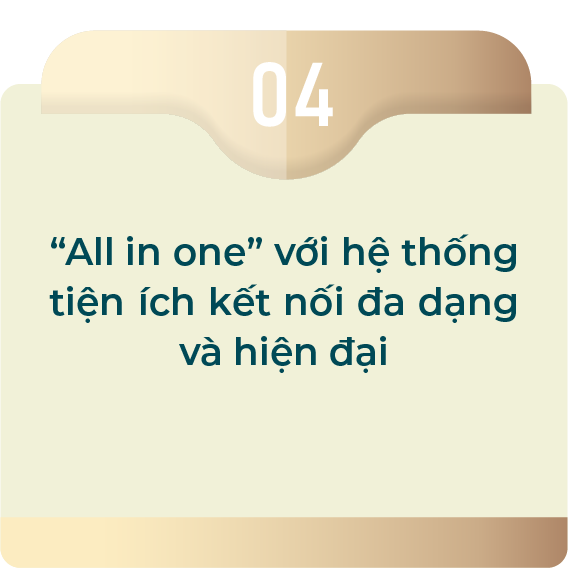 04
“All in one” với hệ thống
tiện ích kết nối đa dạng
và hiện đại